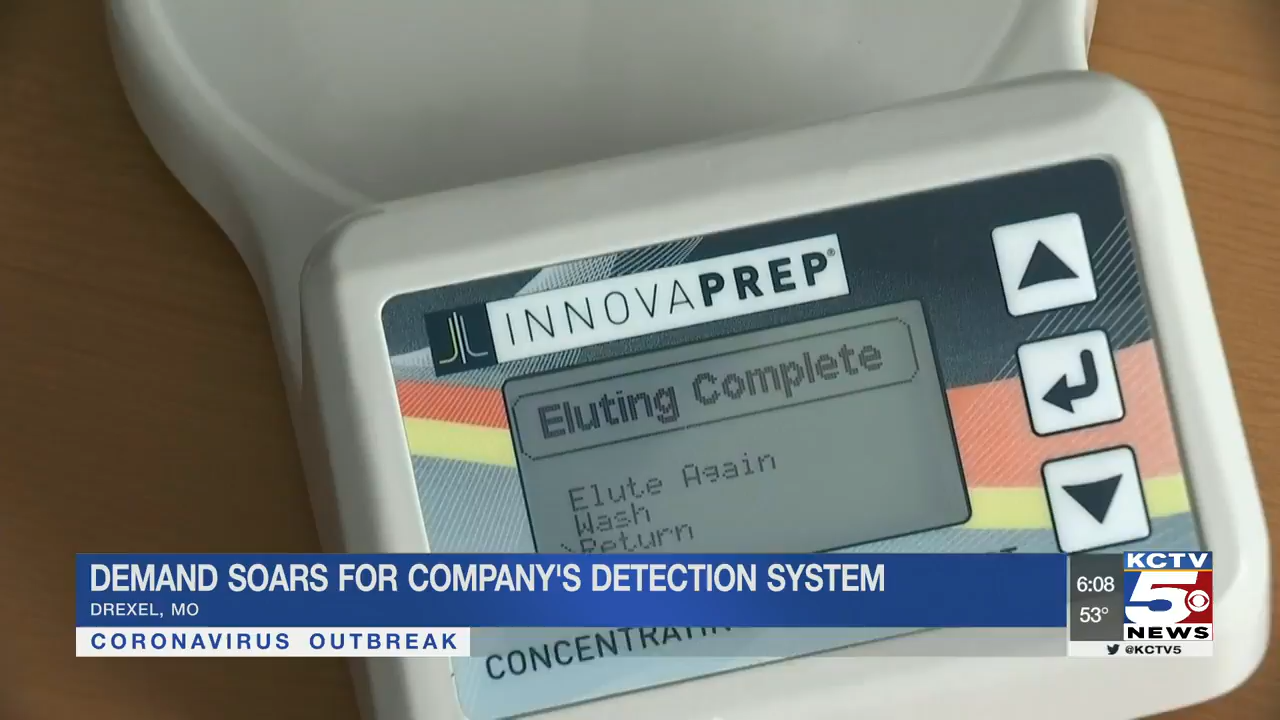 INNOVAPREP®
Eluting Complete
Elute Again
Wash
Return
DEMAND SOARS FOR COMPANY'S DETECTION SYSTEM
DREXEL, MO
CORONAVIRUS OUTBREAK
6:08
53°
KCTV
5
NEWS
@KCTV5